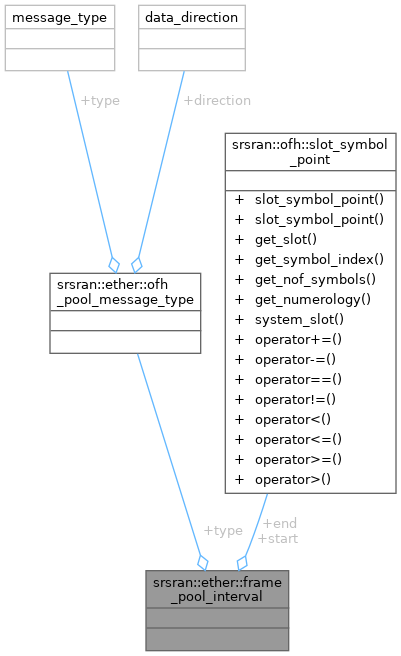 message_type
data_direction
+type
+direction
srsran::ofh::slot_symbol
_point
+ slot_symbol_point()
+ slot_symbol_point()
+ get_slot()
+ get_symbol_index()
+ get_nof_symbols()
+ get_numerology()
+ system_slot()
+ operator+=()
+ operator-=()
+ operator==()
+ operator!=()
+ operator<()
+ operator<=()
+ operator>=()
+ operator>()
srsran::ether::ofh
_pool_message_type
+type
+end
+start
srsran::ether::frame
_pool_interval